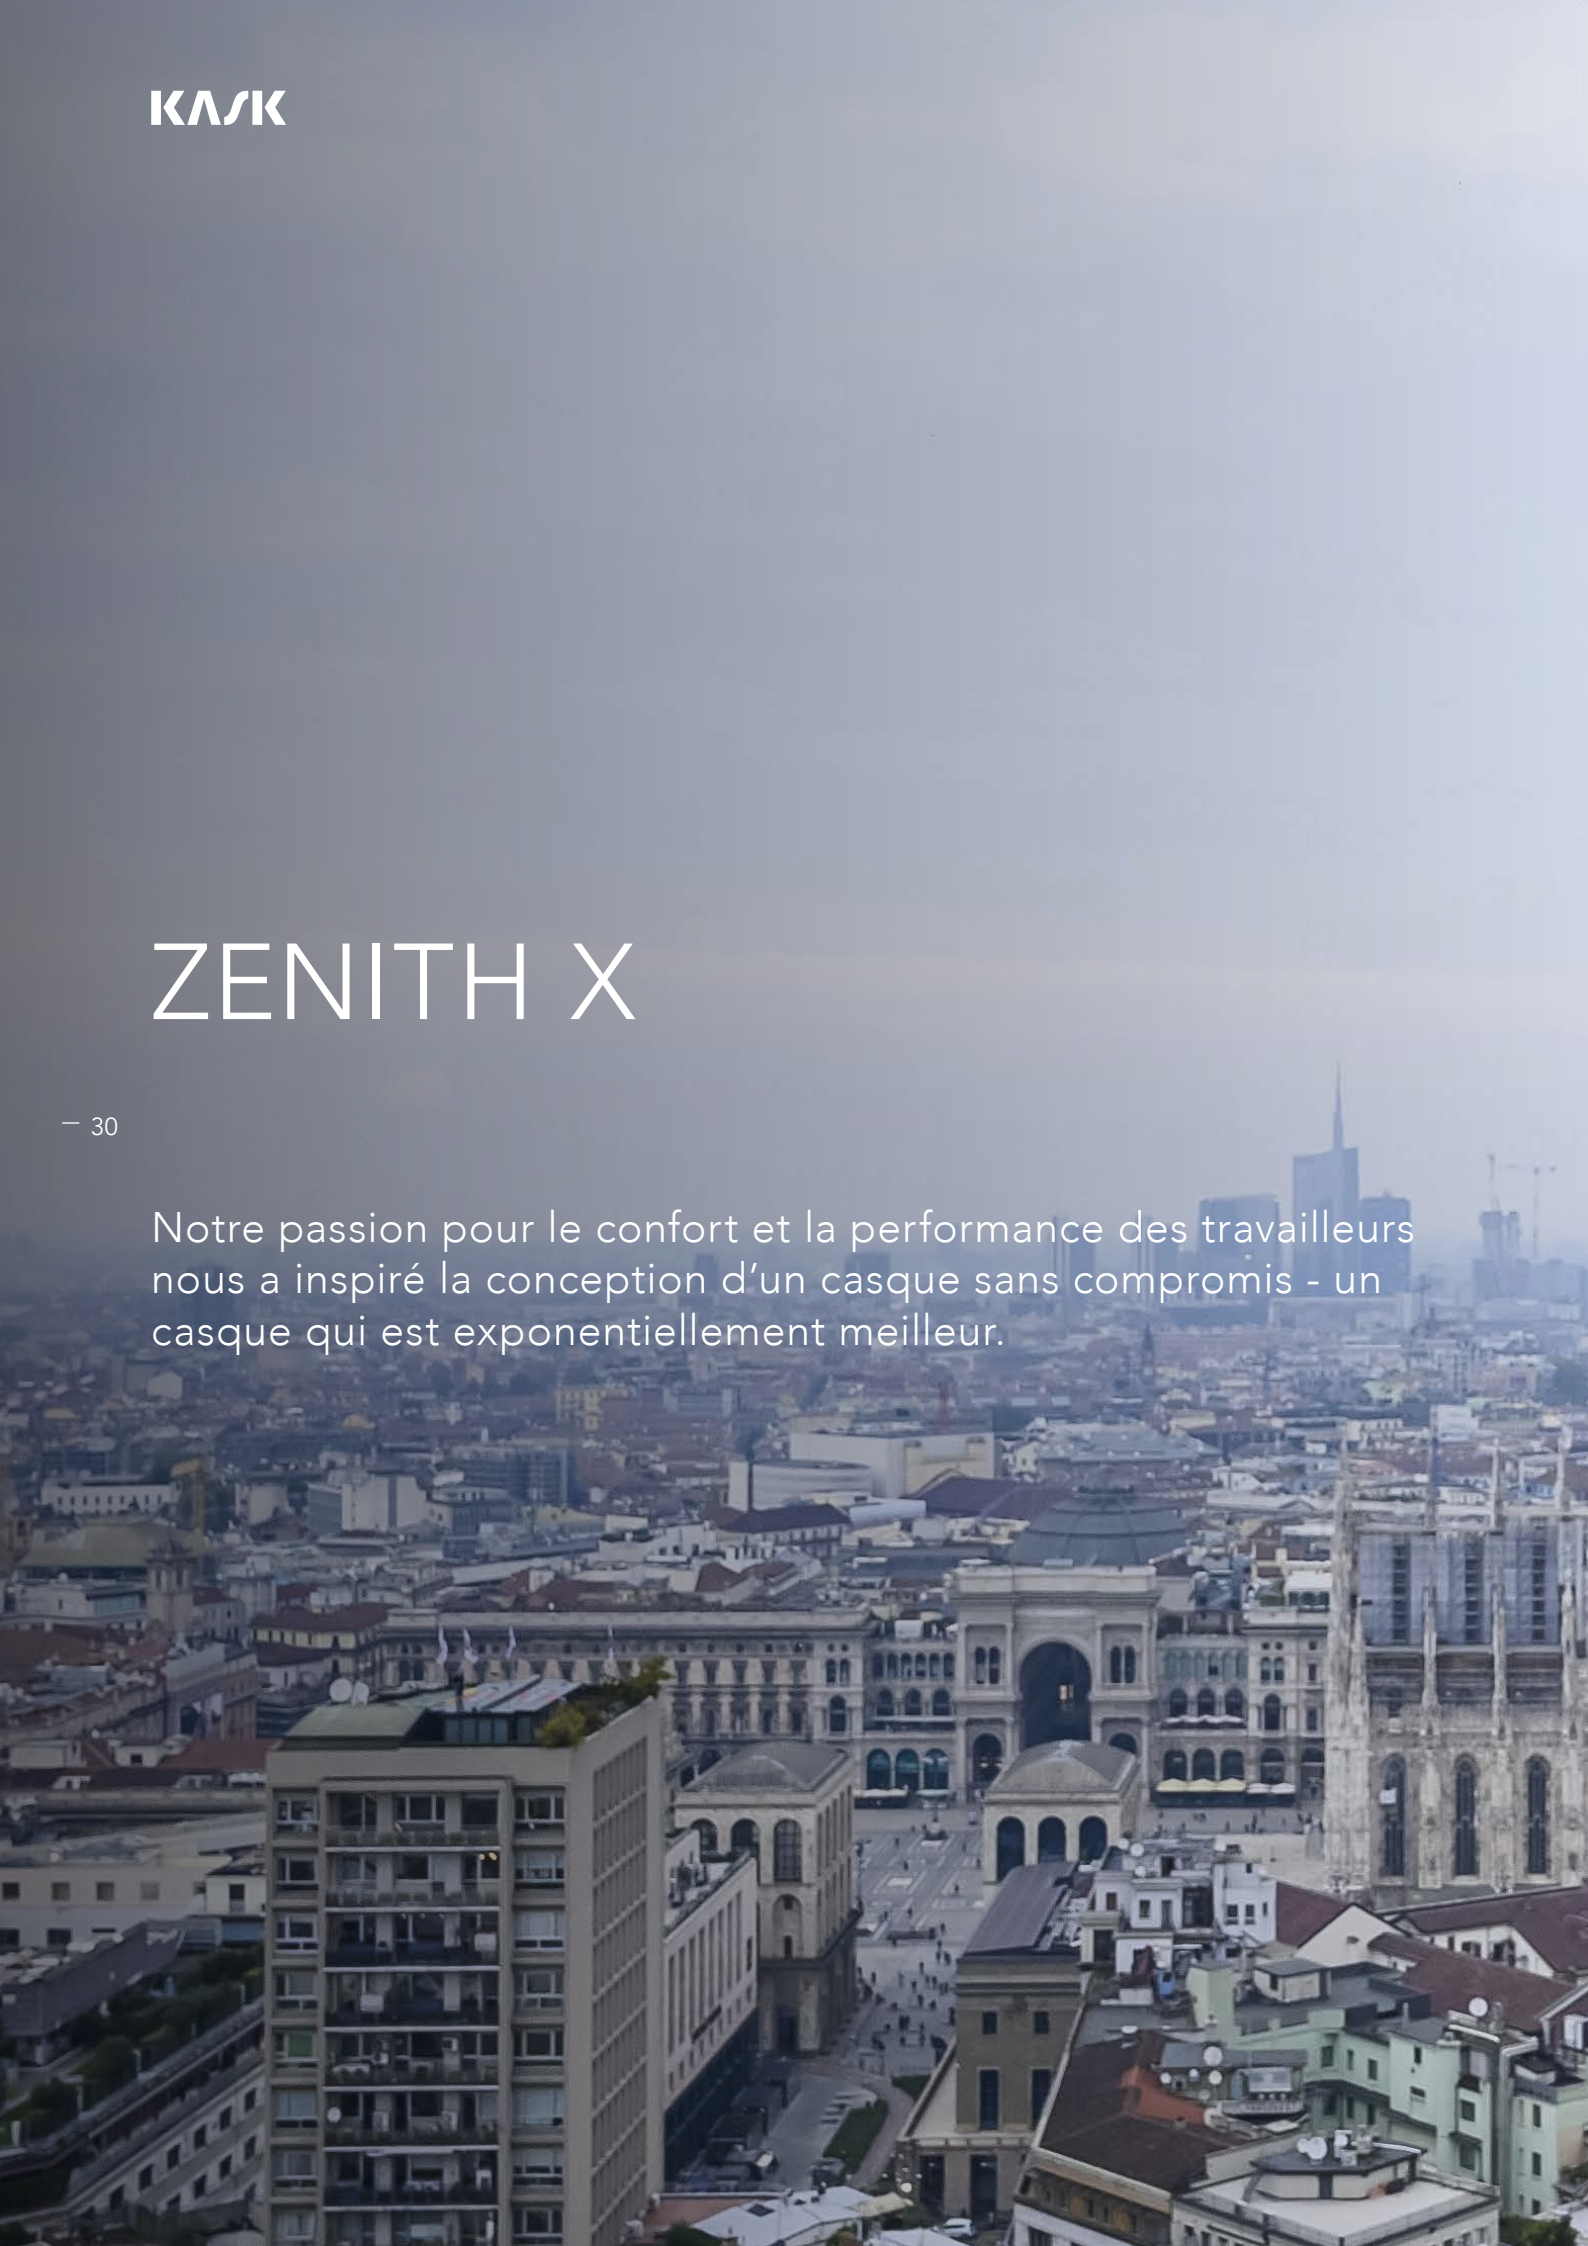 KASK
ZENITH X
— 30
Notre passion pour le confort et la performance des travailleurs
nous a inspiré la conception d’un casque sans compromis - un
casque qui est exponentiellement meilleur.